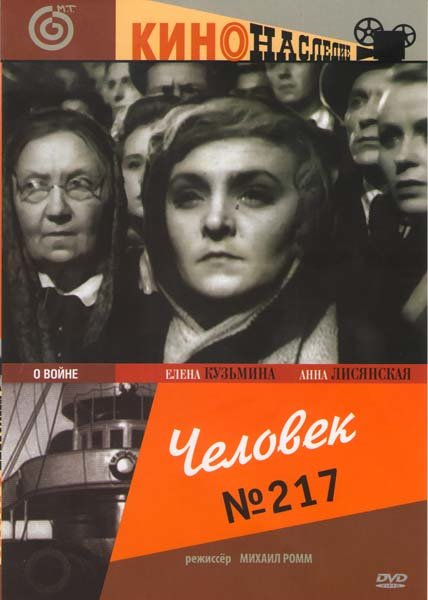 М.Т.
КИНОНАСЛЕДИЕ
О ВОЙНЕ
ЕЛЕНА КУЗЬМИНА
АННА ЛИСЯНСКАЯ
Человек
№217
режиссёр МИХАИЛ РОММ
DVD